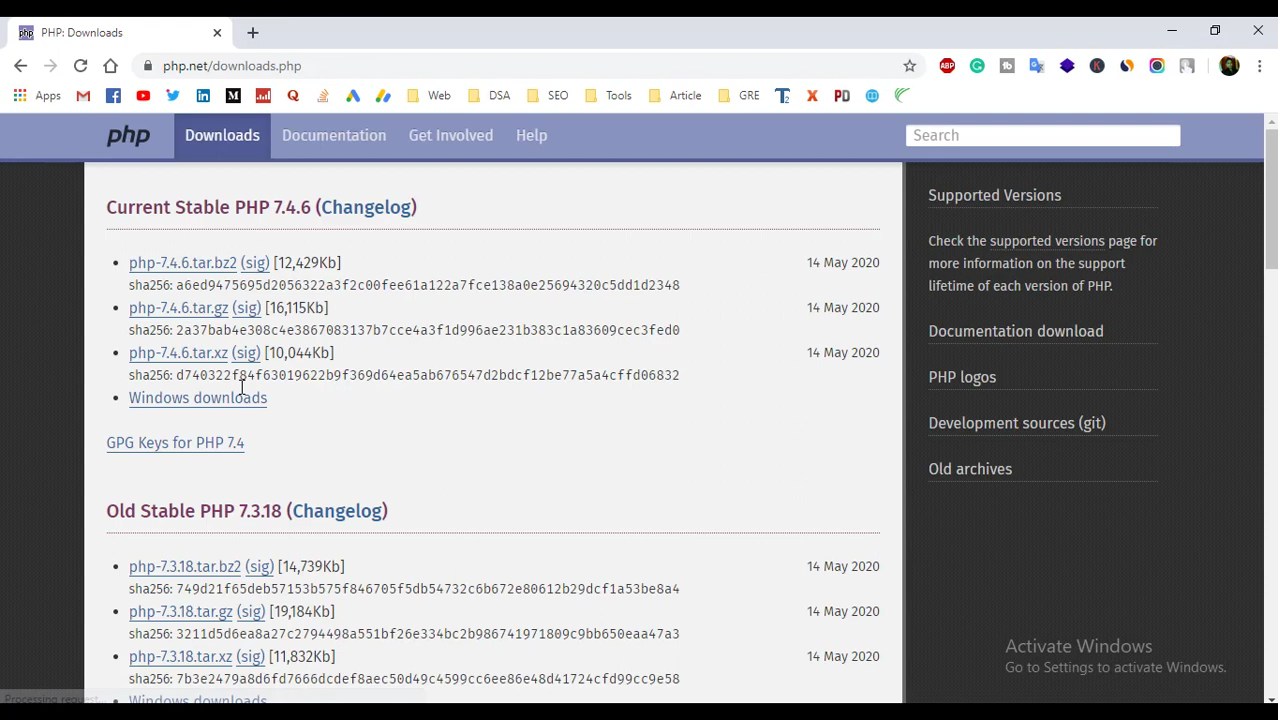 PHP: Downloads
php.net/downloads.php
Apps Web DSA SEO Tools Article GRE
php Downloads Documentation Get Involved Help Search
Current Stable PHP 7.4.6 (Changelog)
php-7.4.6.tar.bz2 (sig) [12,429Kb] 14 May 2020
sha256: a6ed9475695d2056322a3f2c00fee61a122a7fce138a0e25694320c5dd1d2348
php-7.4.6.tar.gz (sig) [16,115Kb] 14 May 2020
sha256: 2a37bab4e308c4e3867083137b7cce4a3f1d996ae231b383c1a83609cec3fed0
php-7.4.6.tar.xz (sig) [10,044Kb] 14 May 2020
sha256: d740322f84f63019622b9f369d64ea5ab676547d2bdcf12be77a5a4cffd06832
Windows downloads
GPG Keys for PHP 7.4
Old Stable PHP 7.3.18 (Changelog)
php-7.3.18.tar.bz2 (sig) [14,739Kb] 14 May 2020
sha256: 749d21f65deb57153b575f846705f5db54732c6b672e80612b29dcf1a53be8a4
php-7.3.18.tar.gz (sig) [19,184Kb] 14 May 2020
sha256: 3211d5d6ea8a27c2794498a551bf26e334bc2b986741971809c9bb650eaa47a3
php-7.3.18.tar.xz (sig) [11,832Kb] 14 May 2020
sha256: 7b3e2479a8d6fd7666dcdef8aec50d49c4599cc6ee86e48d41724cfd99cc9e58
Windows downloads
Processing request...
Supported Versions
Check the supported versions page for
more information on the support
lifetime of each version of PHP.
Documentation download
PHP logos
Development sources (git)
Old archives
Activate Windows
Go to Settings to activate Windows.